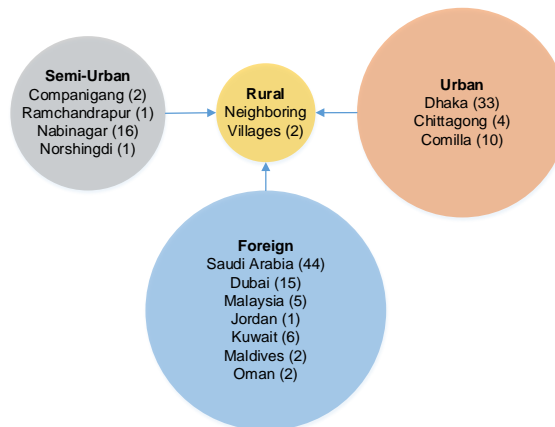 Semi-Urban
Companigang (2)
Ramchandrapur (1)
Nabinagar (16)
Norshingdi (1)
Rural
Neighboring
Villages (2)
Urban
Dhaka (33)
Chittagong (4)
Comilla (10)
Foreign
Saudi Arabia (44)
Dubai (15)
Malaysia (5)
Jordan (1)
Kuwait (6)
Maldives (2)
Oman (2)